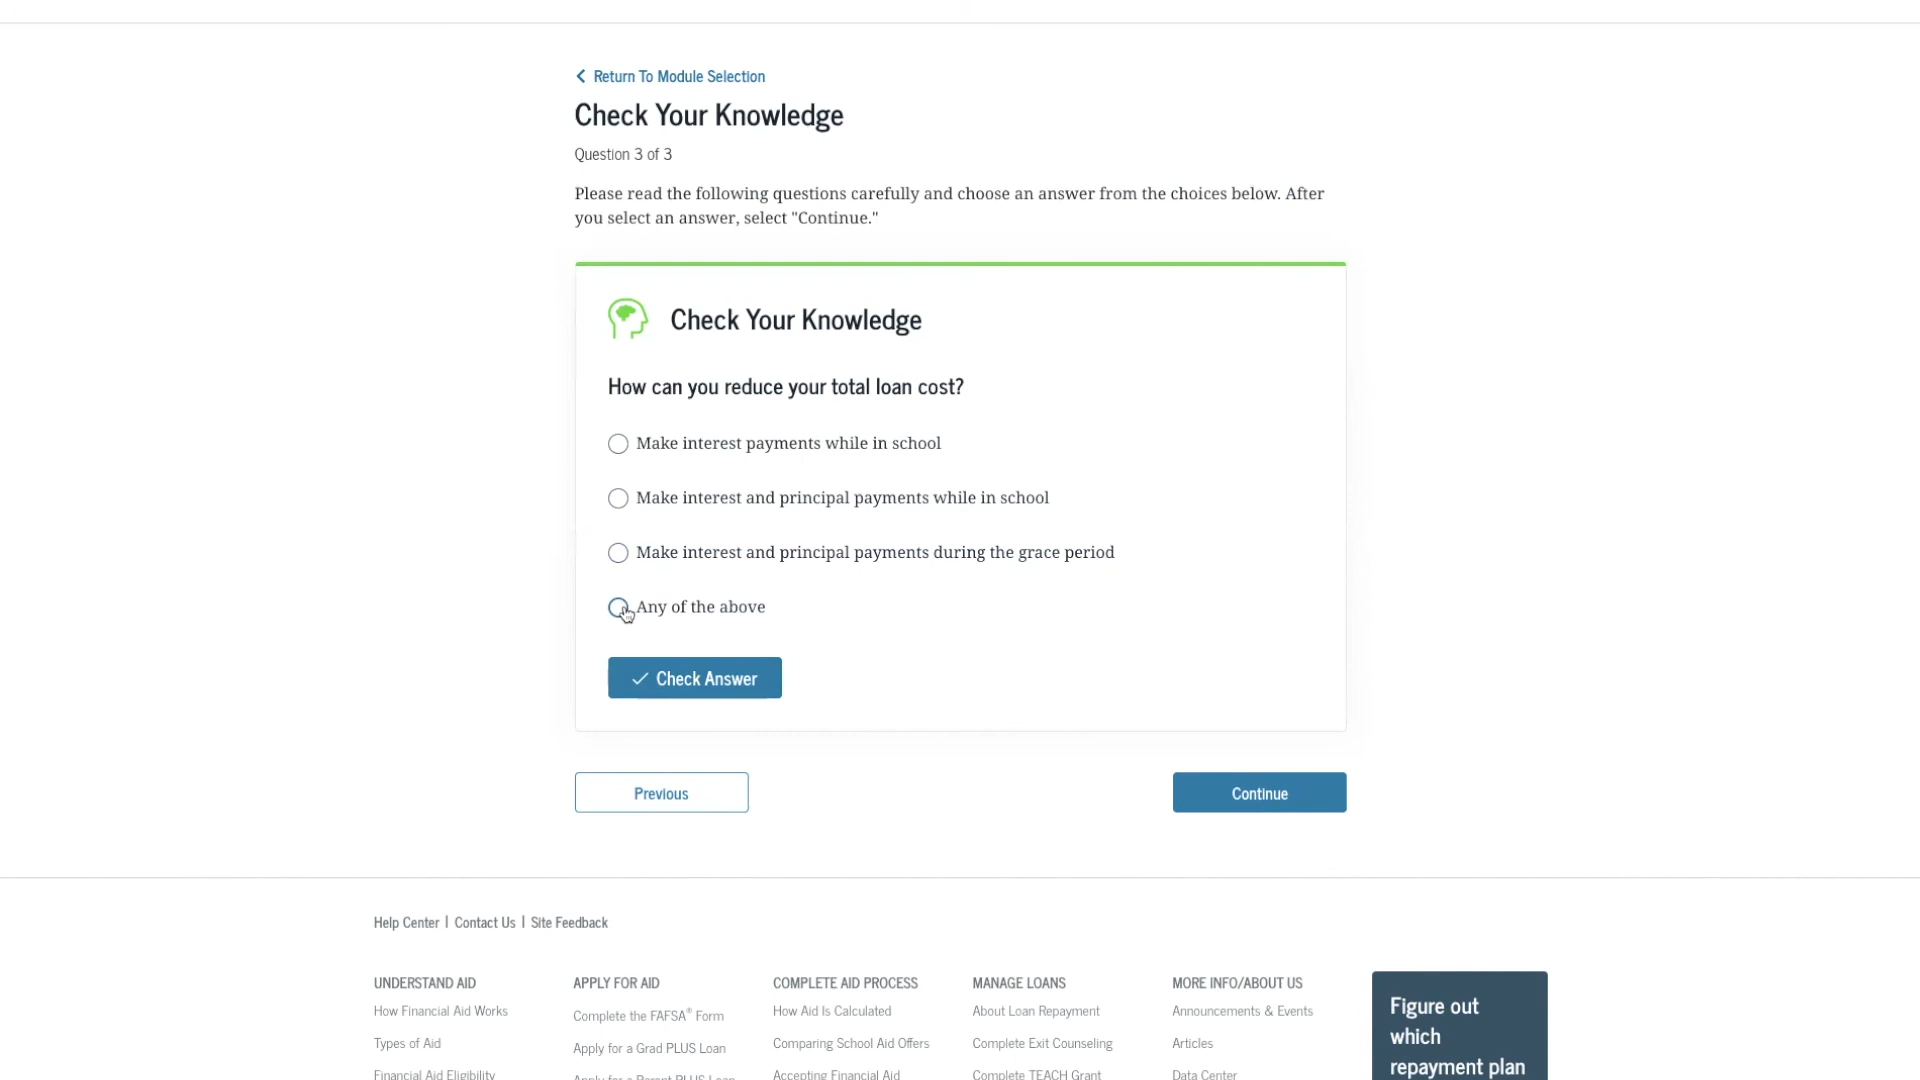 Return To Module Selection
Check Your Knowledge
Question 3 of 3
Please read the following questions carefully and choose an answer from the choices below. After
you select an answer, select "Continue."
Check Your Knowledge
How can you reduce your total loan cost?
Make interest payments while in school
Make interest and principal payments while in school
Make interest and principal payments during the grace period
Any of the above
Check Answer
Previous
Continue
Help Center | Contact Us | Site Feedback
UNDERSTAND AID
How Financial Aid Works
Types of Aid
Financial Aid Eligibility
APPLY FOR AID
Complete the FAFSA® Form
Apply for a Grad PLUS Loan
Apply for a Parent PLUS Loan
COMPLETE AID PROCESS
How Aid Is Calculated
Comparing School Aid Offers
Accepting Financial Aid
MANAGE LOANS
About Loan Repayment
Complete Exit Counseling
Complete TEACH Grant
MORE INFO/ABOUT US
Announcements & Events
Articles
Data Center
Figure out
which
repayment plan